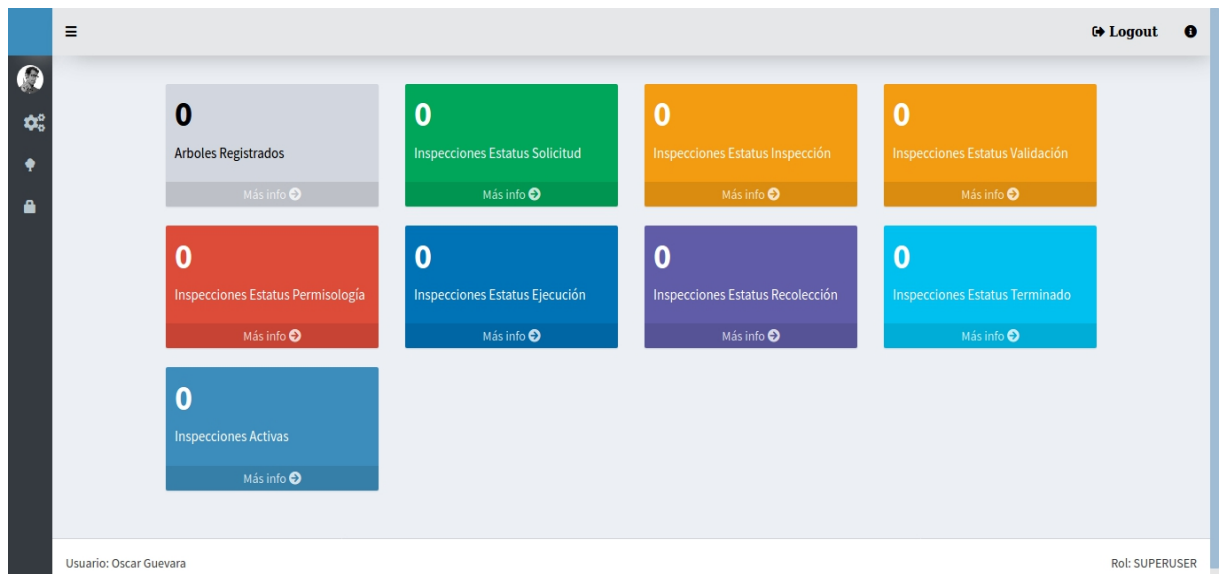 Logout
0
Arboles Registrados
Más info
0
Inspecciones Estatus Solicitud
Más info
0
Inspecciones Estatus Inspección
Más info
0
Inspecciones Estatus Validación
Más info
0
Inspecciones Estatus Permisología
Más info
0
Inspecciones Estatus Ejecución
Más info
0
Inspecciones Estatus Recolección
Más info
0
Inspecciones Estatus Terminado
Más info
0
Inspecciones Activas
Más info
Usuario: Oscar Guevara
Rol: SUPERUSER